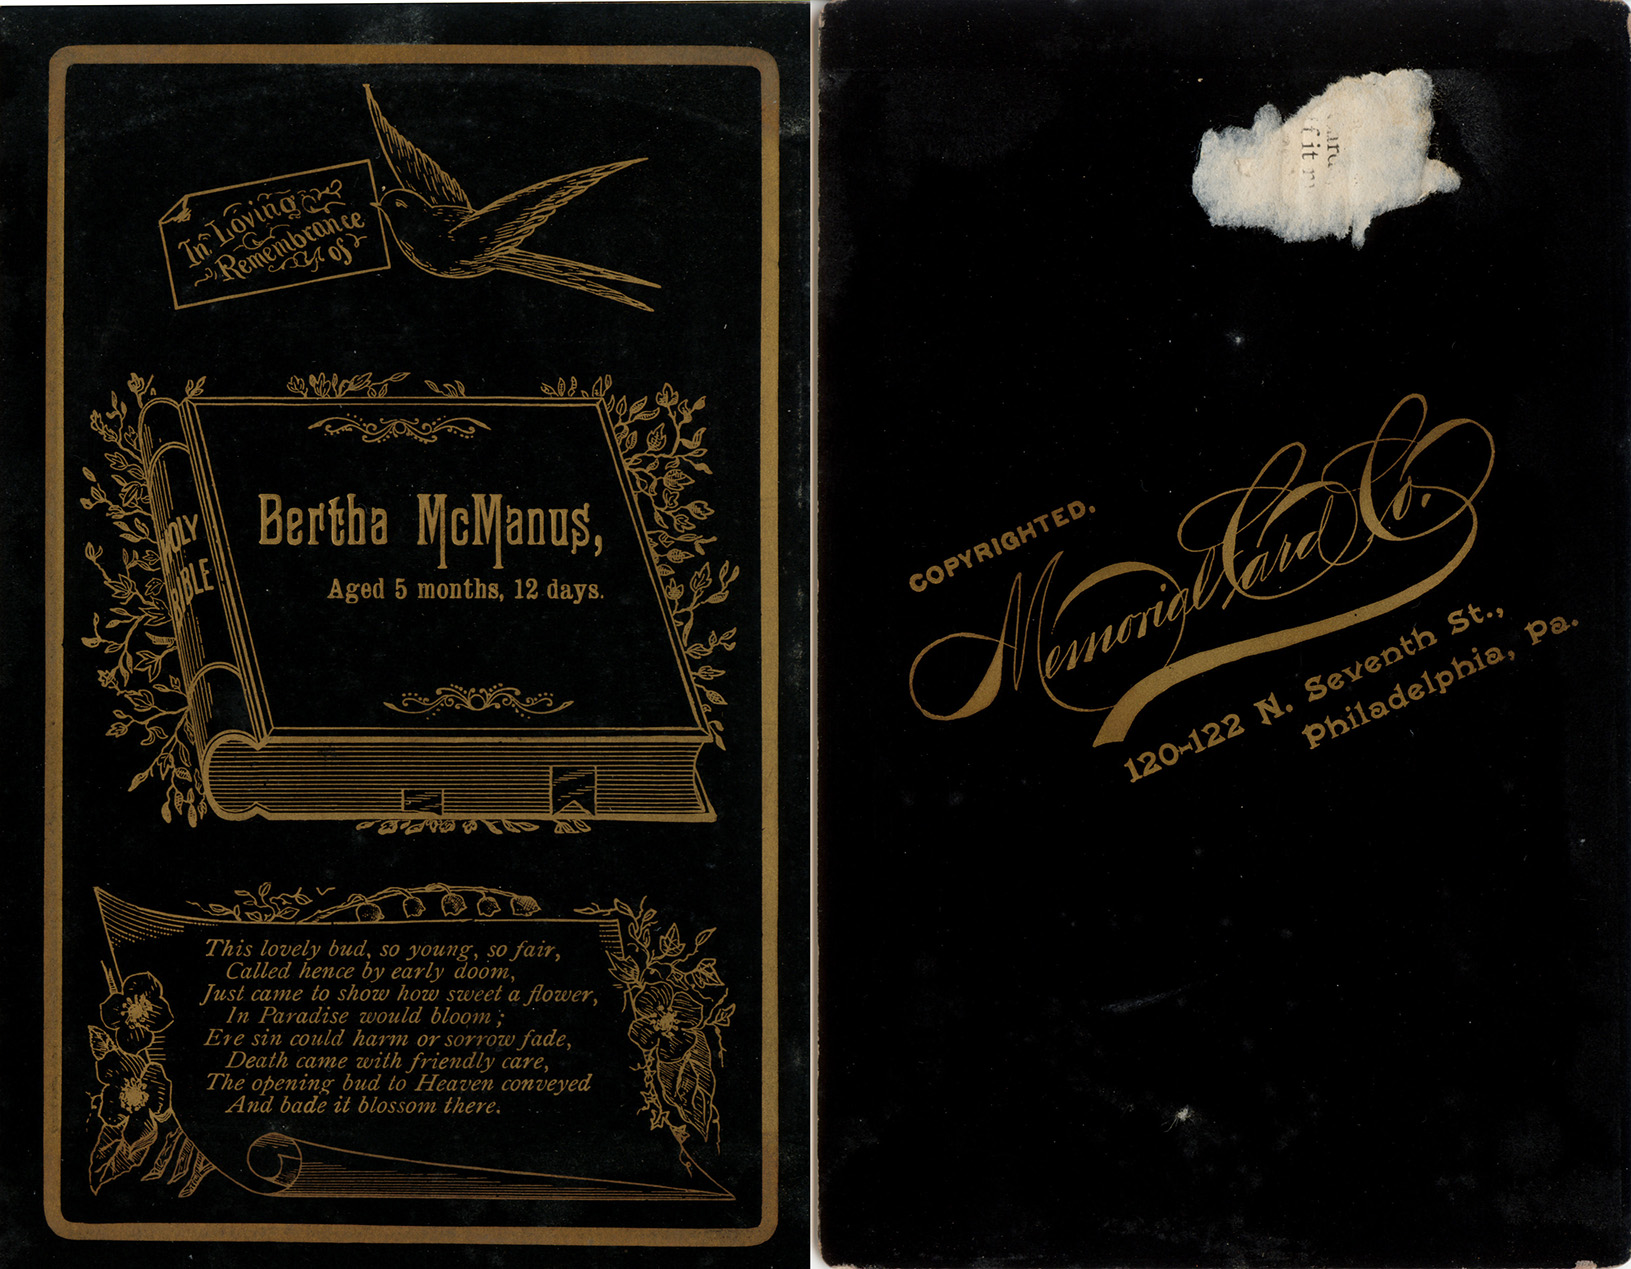 In Loving
Remembrance
of
HOLY
BIBLE
Bertha McManus,
Aged 5 months, 12 days.
This lovely bud, so young, so fair,
Called hence by early doom,
Just came to show how sweet a flower,
In Paradise would bloom;
Ere sin could harm or sorrow fade,
Death came with friendly care,
The opening bud to Heaven conveyed
And bade it blossom there.
COPYRIGHTED.
Memorial Card Co.
120-122 N. Seventh St.,
Philadelphia, Pa.